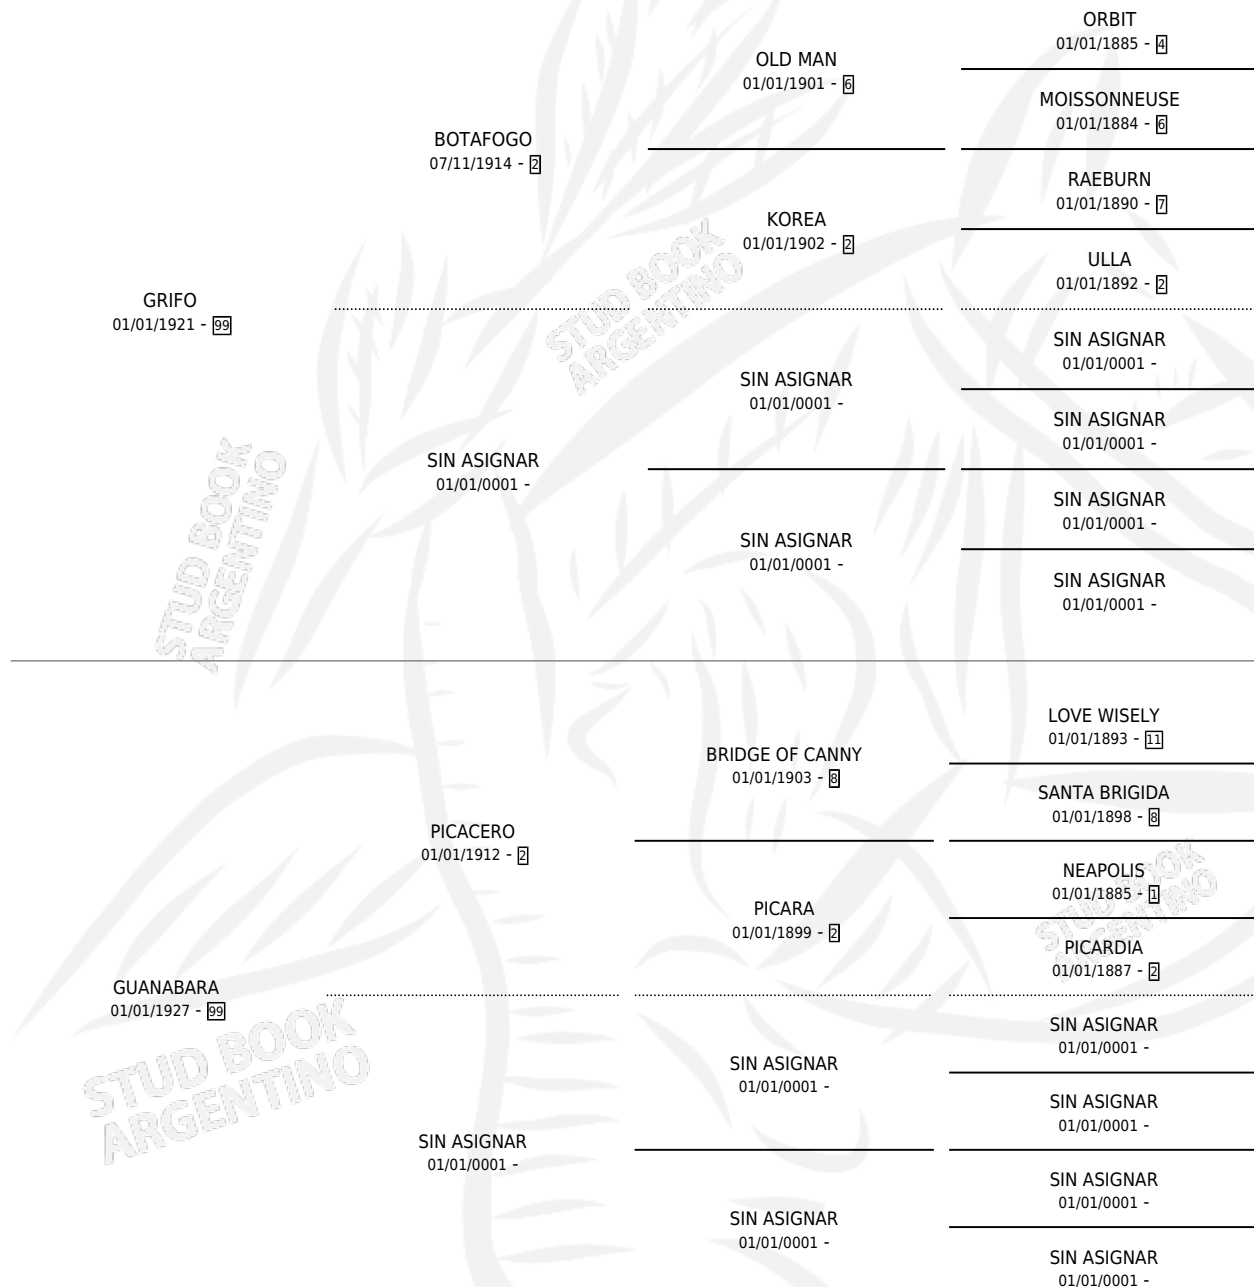 ORBIT
01/01/1885 - 4
OLD MAN
01/01/1901 - 6
MOISSONNEUSE
01/01/1884 - 6
BOTAFOGO
07/11/1914 - 2
RAEBURN
01/01/1890 - 7
KOREA
01/01/1902 - 2
ULLA
01/01/1892 - 2
GRIFO
01/01/1921 - 99
SIN ASIGNAR
01/01/0001 -
SIN ASIGNAR
01/01/0001 -
SIN ASIGNAR
01/01/0001 -
SIN ASIGNAR
01/01/0001 -
SIN ASIGNAR
01/01/0001 -
SIN ASIGNAR
01/01/0001 -
SIN ASIGNAR
01/01/0001 -
STUD BOOK
ARGENTINO
STUD BOOK
ARGENTINO
LOVE WISELY
01/01/1893 - 11
BRIDGE OF CANNY
01/01/1903 - 8
SANTA BRIGIDA
01/01/1898 - 8
PICACERO
01/01/1912 - 2
NEAPOLIS
01/01/1885 - 1
PICARA
01/01/1899 - 2
PICARDIA
01/01/1887 - 2
GUANABARA
01/01/1927 - 99
SIN ASIGNAR
01/01/0001 -
SIN ASIGNAR
01/01/0001 -
SIN ASIGNAR
01/01/0001 -
SIN ASIGNAR
01/01/0001 -
SIN ASIGNAR
01/01/0001 -
SIN ASIGNAR
01/01/0001 -
SIN ASIGNAR
01/01/0001 -
STUD BOOK
ARGENTINO
STUD BOOK
ARGENTINO